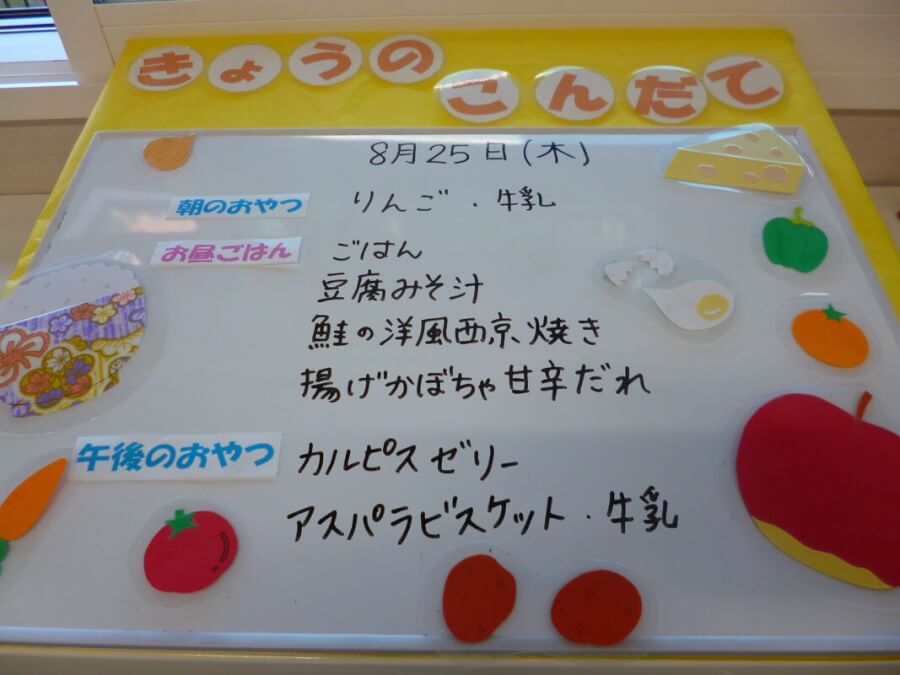 きょうのこんだて
8月25日(木)
朝のおやつ りんご・牛乳
お昼ごはん ごはん
豆腐みそ汁
鮭の洋風西京焼き
揚げかぼちゃ甘辛だれ
午後のおやつ カルピスゼリー
アスパラビスケット・牛乳